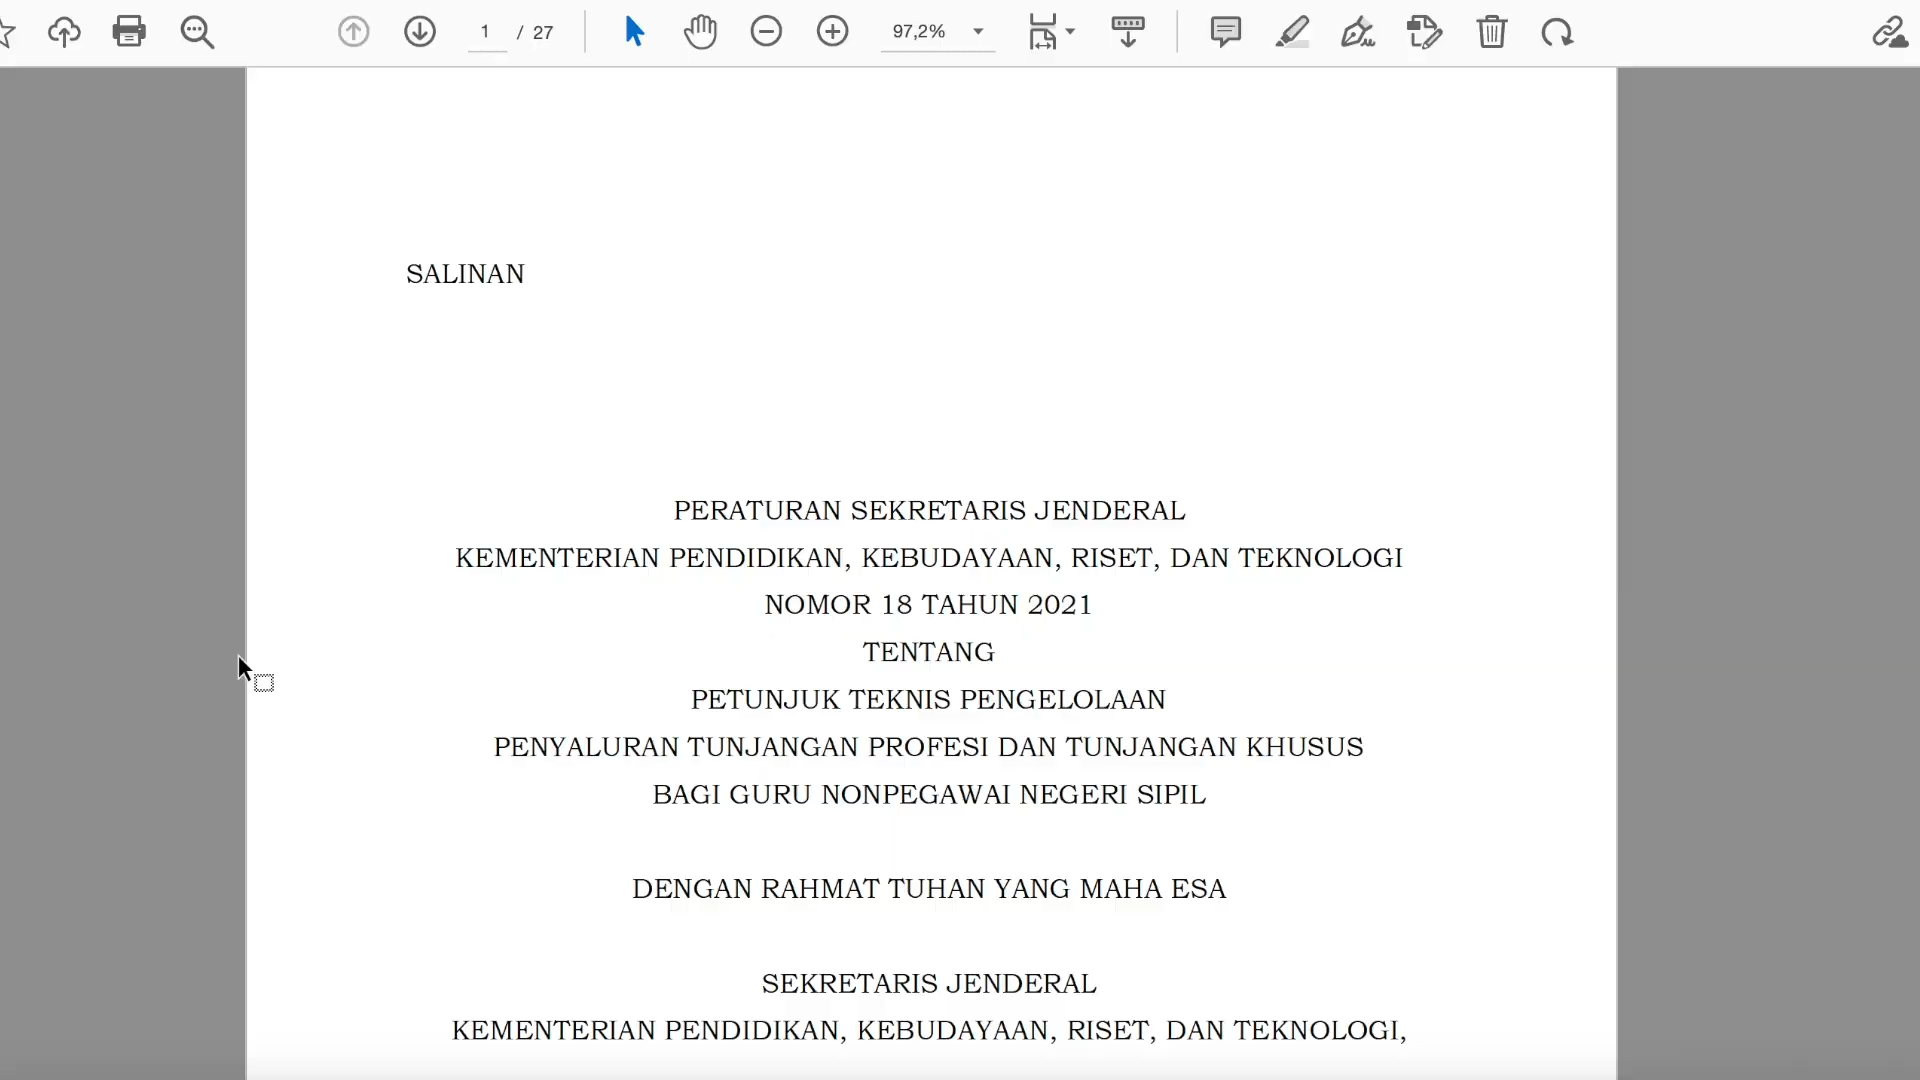 1 / 27 97,2%
SALINAN
PERATURAN SEKRETARIS JENDERAL
KEMENTERIAN PENDIDIKAN, KEBUDAYAAN, RISET, DAN TEKNOLOGI
NOMOR 18 TAHUN 2021
TENTANG
PETUNJUK TEKNIS PENGELOLAAN
PENYALURAN TUNJANGAN PROFESI DAN TUNJANGAN KHUSUS
BAGI GURU NONPEGAWAI NEGERI SIPIL
DENGAN RAHMAT TUHAN YANG MAHA ESA
SEKRETARIS JENDERAL
KEMENTERIAN PENDIDIKAN, KEBUDAYAAN, RISET, DAN TEKNOLOGI,